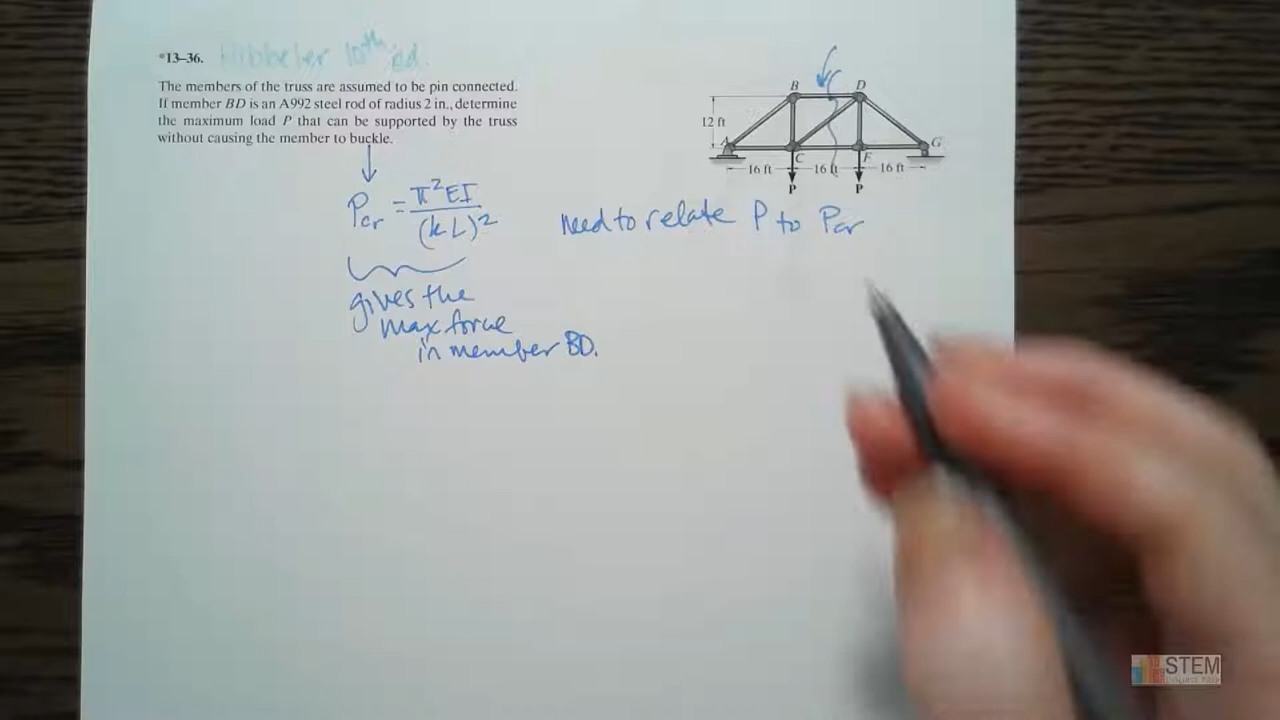 *13–36. Hibbeler 10th ed.
The members of the truss are assumed to be pin connected.
If member BD is an A992 steel rod of radius 2 in., determine
the maximum load P that can be supported by the truss
without causing the member to buckle.
Pcr = π²EI / (kL)²
gives the
max force
in member BD.
B D
12 ft
A C F G
16 ft 16 ft 16 ft
P P
need to relate P to Pcr
STEM